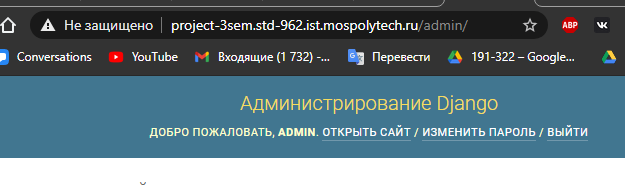 Не защищено | project-3sem.std-962.ist.mospolytech.ru/admin/ ABP
Conversations YouTube Входящие (1 732) -... Перевести 191-322 – Google...
Администрирование Django
ДОБРО ПОЖАЛОВАТЬ, ADMIN. ОТКРЫТЬ САЙТ / ИЗМЕНИТЬ ПАРОЛЬ / ВЫЙТИ